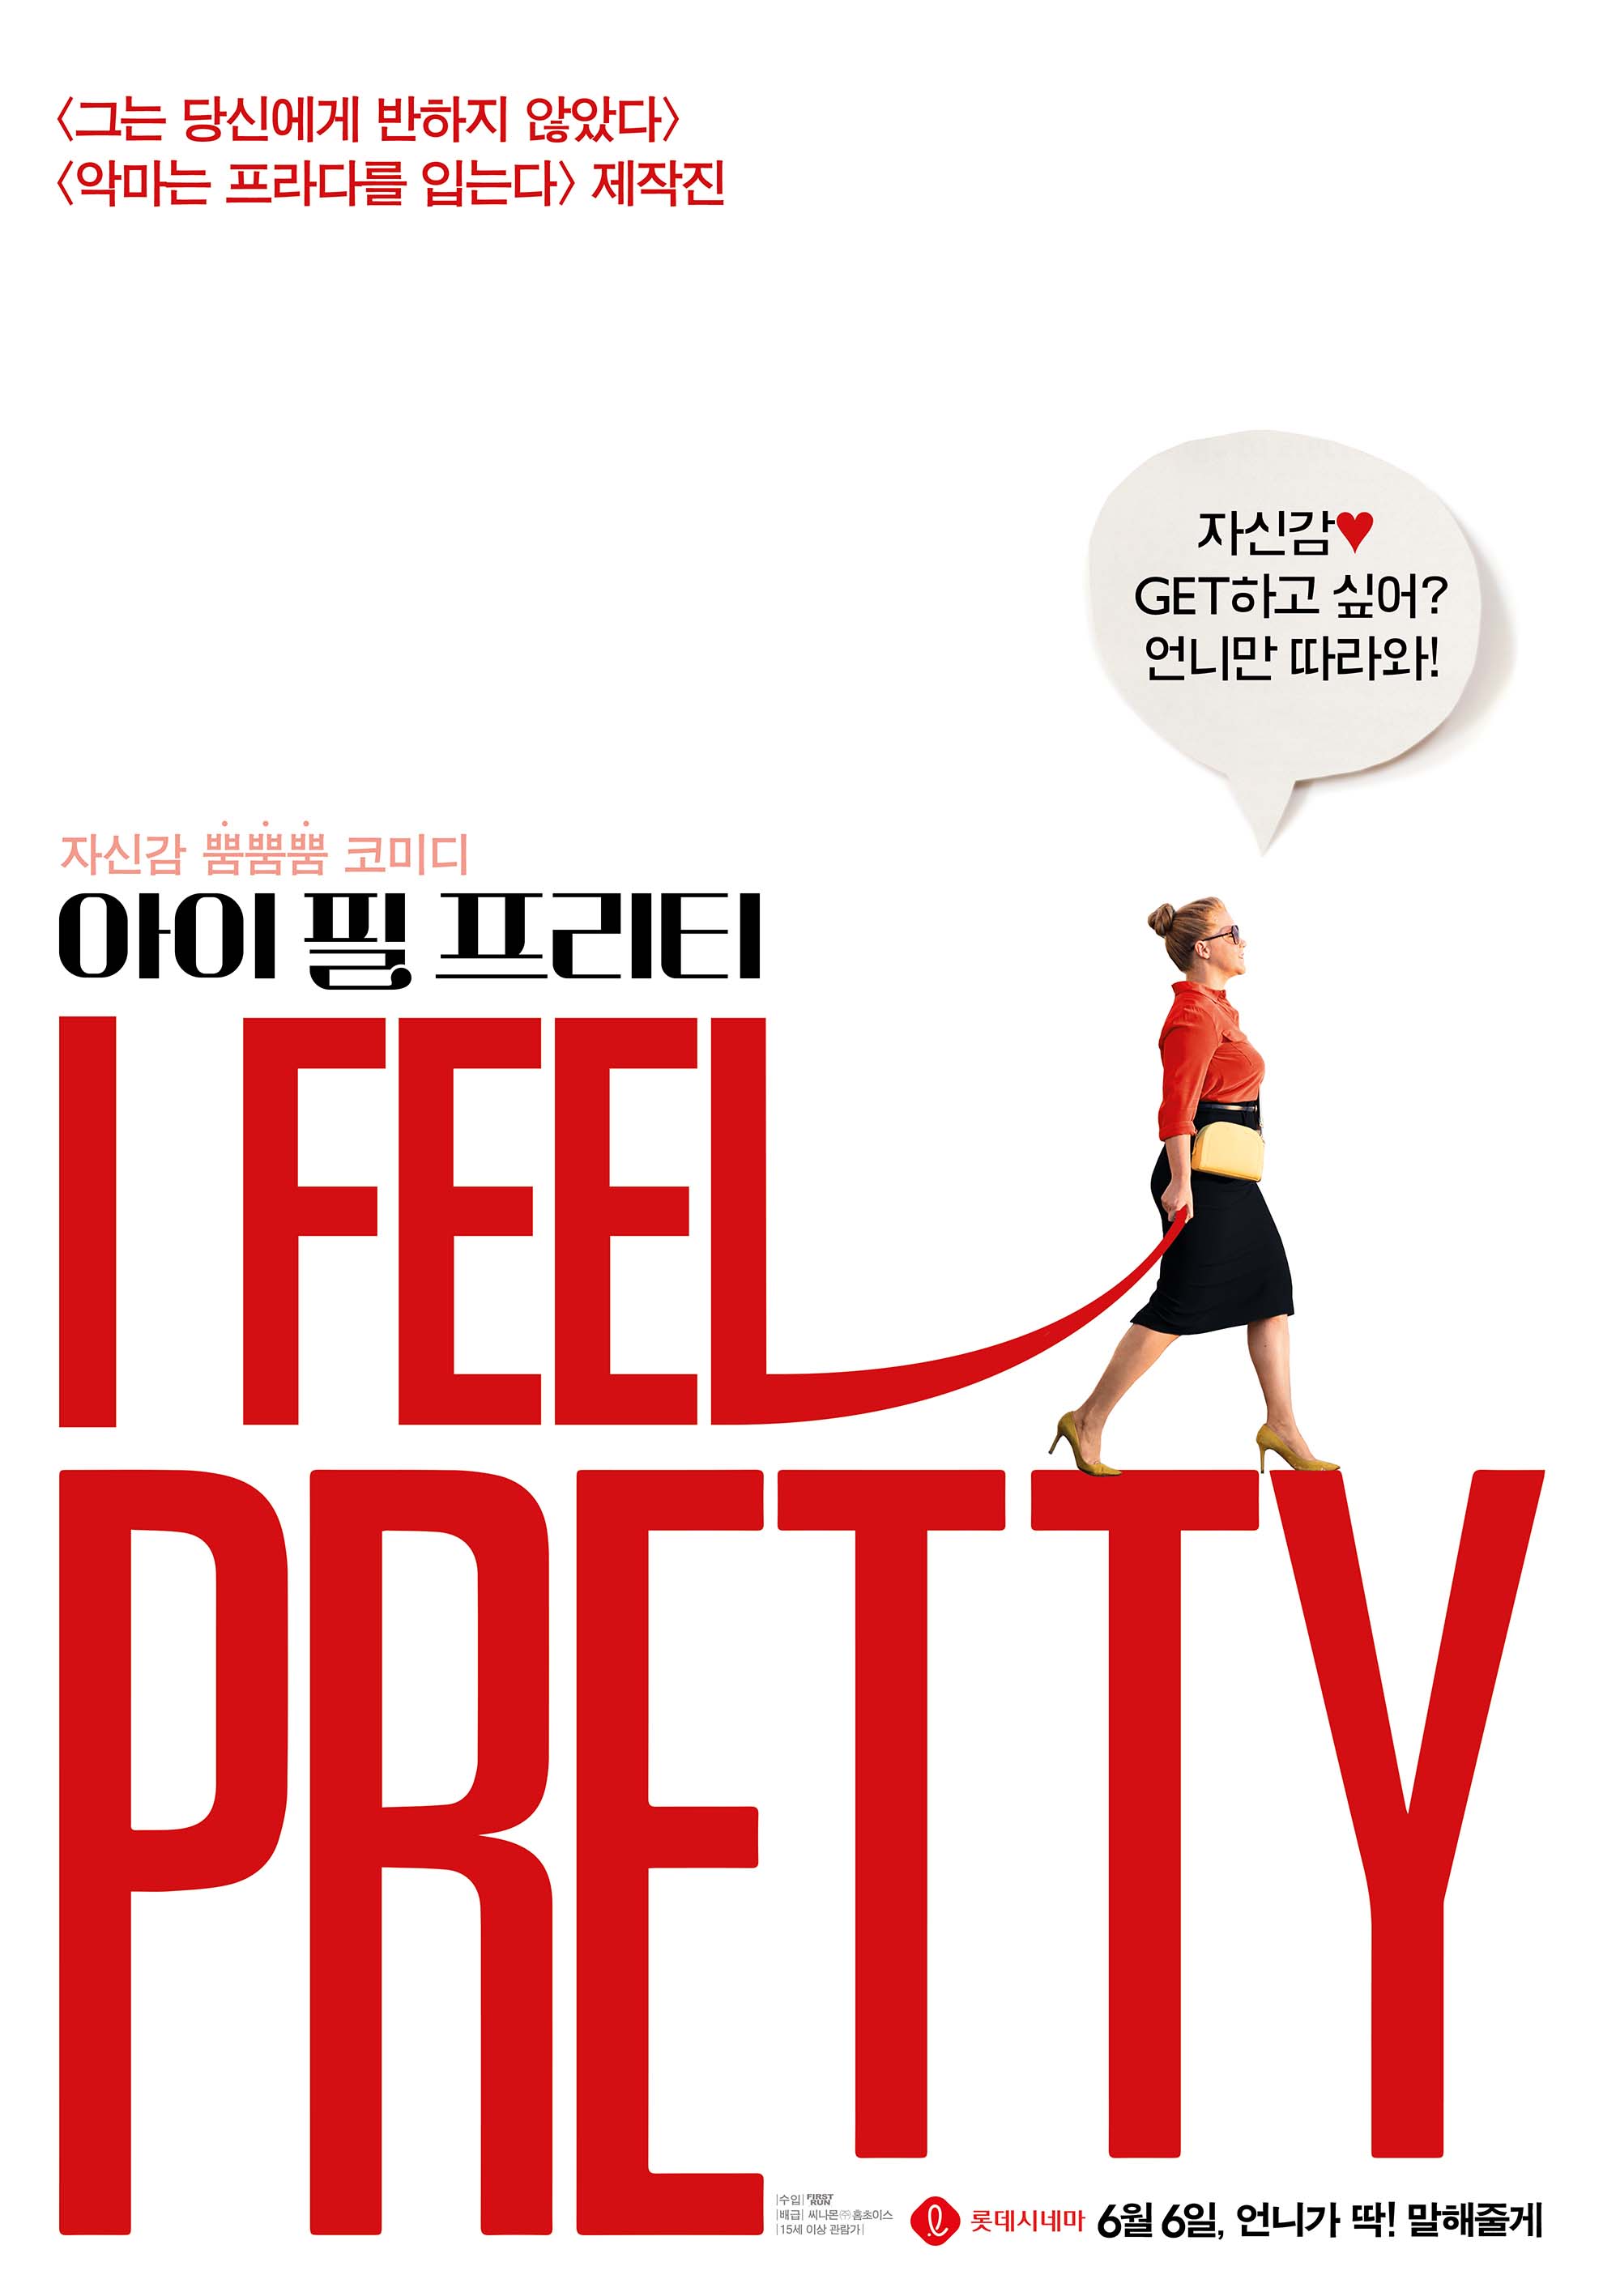 〈그는 당신에게 반하지 않았다〉
〈악마는 프라다를 입는다〉 제작진
자신감♥
GET하고 싶어?
언니만 따라와!
자신감 뿜뿜뿜 코미디
아이 필 프리티
I FEEL
PRETTY
|수입| FIRST RUN
|배급| 씨나몬㈜홈초이스
|15세 이상 관람가|
롯데시네마 6월 6일, 언니가 딱! 말해줄게